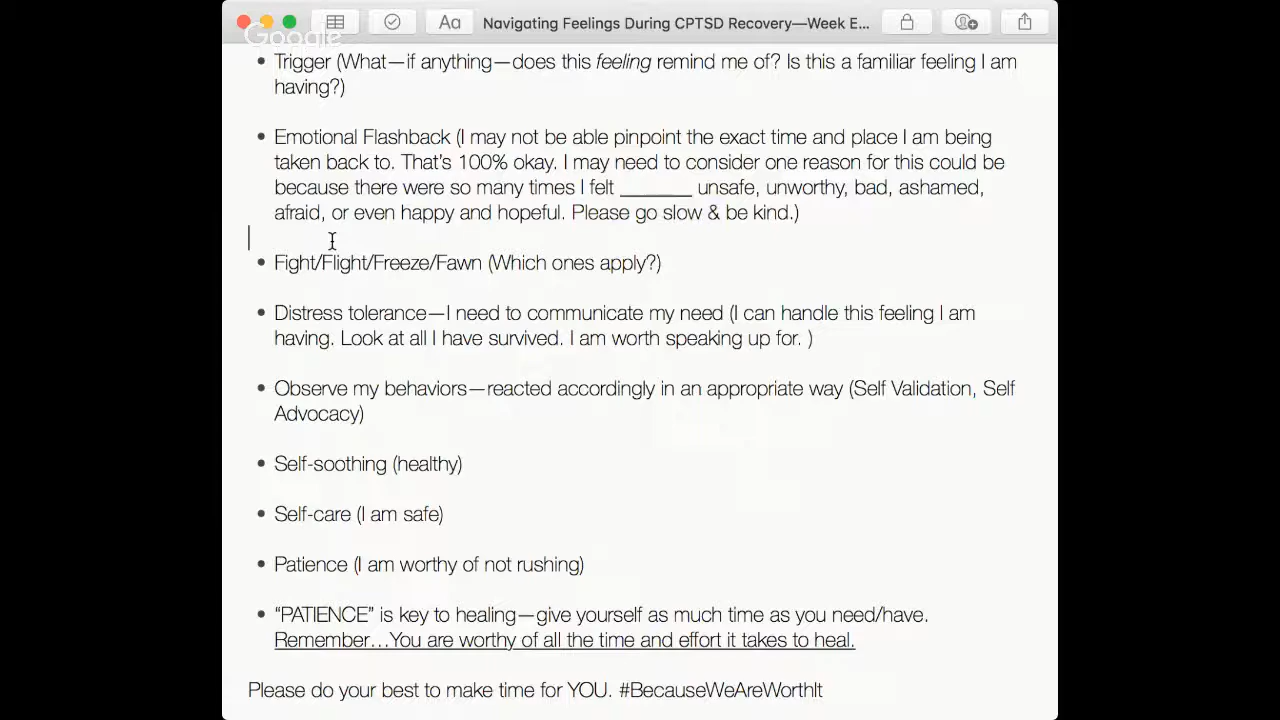 Aa Navigating Feelings During CPTSD Recovery—Week E...
Google
• Trigger (What—if anything—does this feeling remind me of? Is this a familiar feeling I am
having?)
• Emotional Flashback (I may not be able pinpoint the exact time and place I am being
taken back to. That's 100% okay. I may need to consider one reason for this could be
because there were so many times I felt _______ unsafe, unworthy, bad, ashamed,
afraid, or even happy and hopeful. Please go slow & be kind.)
• Fight/Flight/Freeze/Fawn (Which ones apply?)
• Distress tolerance—I need to communicate my need (I can handle this feeling I am
having. Look at all I have survived. I am worth speaking up for. )
• Observe my behaviors—reacted accordingly in an appropriate way (Self Validation, Self
Advocacy)
• Self-soothing (healthy)
• Self-care (I am safe)
• Patience (I am worthy of not rushing)
• “PATIENCE” is key to healing—give yourself as much time as you need/have.
Remember…You are worthy of all the time and effort it takes to heal.
Please do your best to make time for YOU. #BecauseWeAreWorthIt